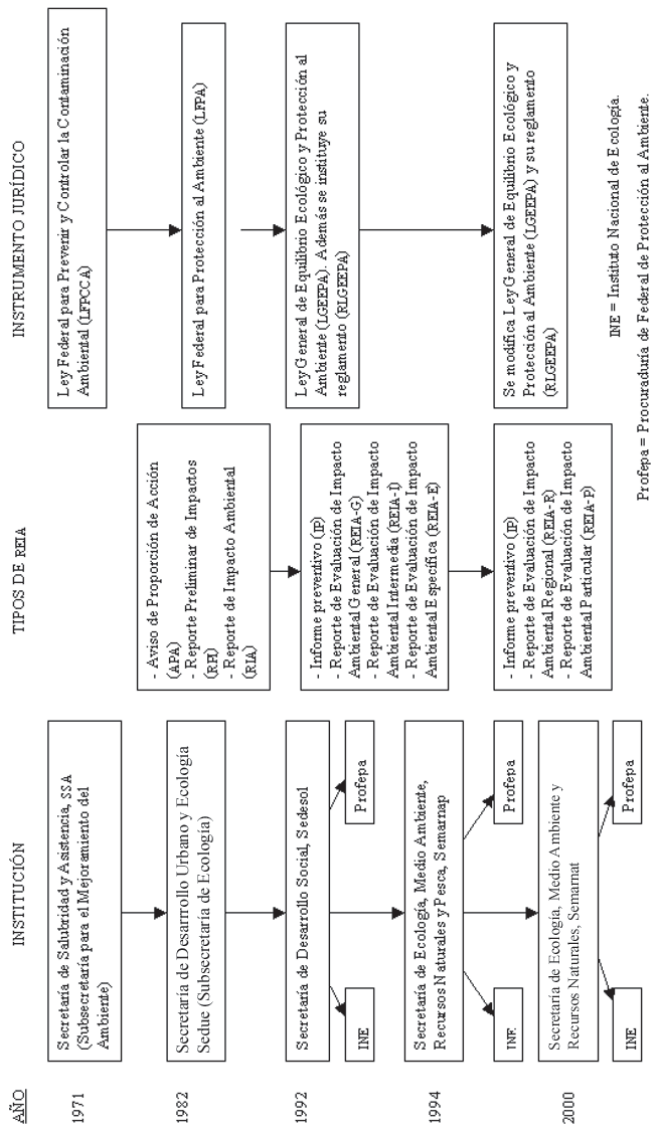 AÑO
INSTITUCIÓN
TIPOS DE REIA
INSTRUMENTO JURÍDICO
1971
Secretaría de Salubridad y Asistencia, SSA
(Subsecretaría para el Mejoramiento del
Ambiente)
Ley Federal para Prevenir y Controlar la Contaminación
Ambiental (LFPCCA)
1982
Secretaría de Desarrollo Urbano y Ecología
Sedue (Subsecretaría de Ecología)
- Aviso de Proporción de Acción
(APA)
- Reporte Preliminar de Impactos
(RPI)
- Reporte de Impacto Ambiental
(RIA)
Ley Federal para Protección al Ambiente (LFPA)
1992
Secretaría de Desarrollo Social, Sedesol
INE
Profepa
- Informe preventivo (IP)
- Reporte de Evaluación de Impacto
Ambiental General (REIA-G)
- Reporte de Evaluación de Impacto
Ambiental Intermedia (REIA-I)
- Reporte de Evaluación de Impacto
Ambiental Específica (REIA-E)
Ley General de Equilibrio Ecológico y Protección al
Ambiente (LGEEPA). Además se instituye su
reglamento (RLGEEPA)
1994
Secretaría de Ecología, Medio Ambiente,
Recursos Naturales y Pesca, Semarnap
INE
Profepa
2000
Secretaría de Ecología, Medio Ambiente y
Recursos Naturales, Semarnat
INE
Profepa
- Informe preventivo (IP)
- Reporte de Evaluación de Impacto
Ambiental Regional (REIA-R)
- Reporte de Evaluación de Impacto
Ambiental Particular (REIA-P)
Se modifica Ley General de Equilibrio Ecológico y
Protección al Ambiente (LGEEPA) y su reglamento
(RLGEEPA)
INE = Instituto Nacional de Ecología.
Profepa = Procuraduría de Federal de Protección al Ambiente.